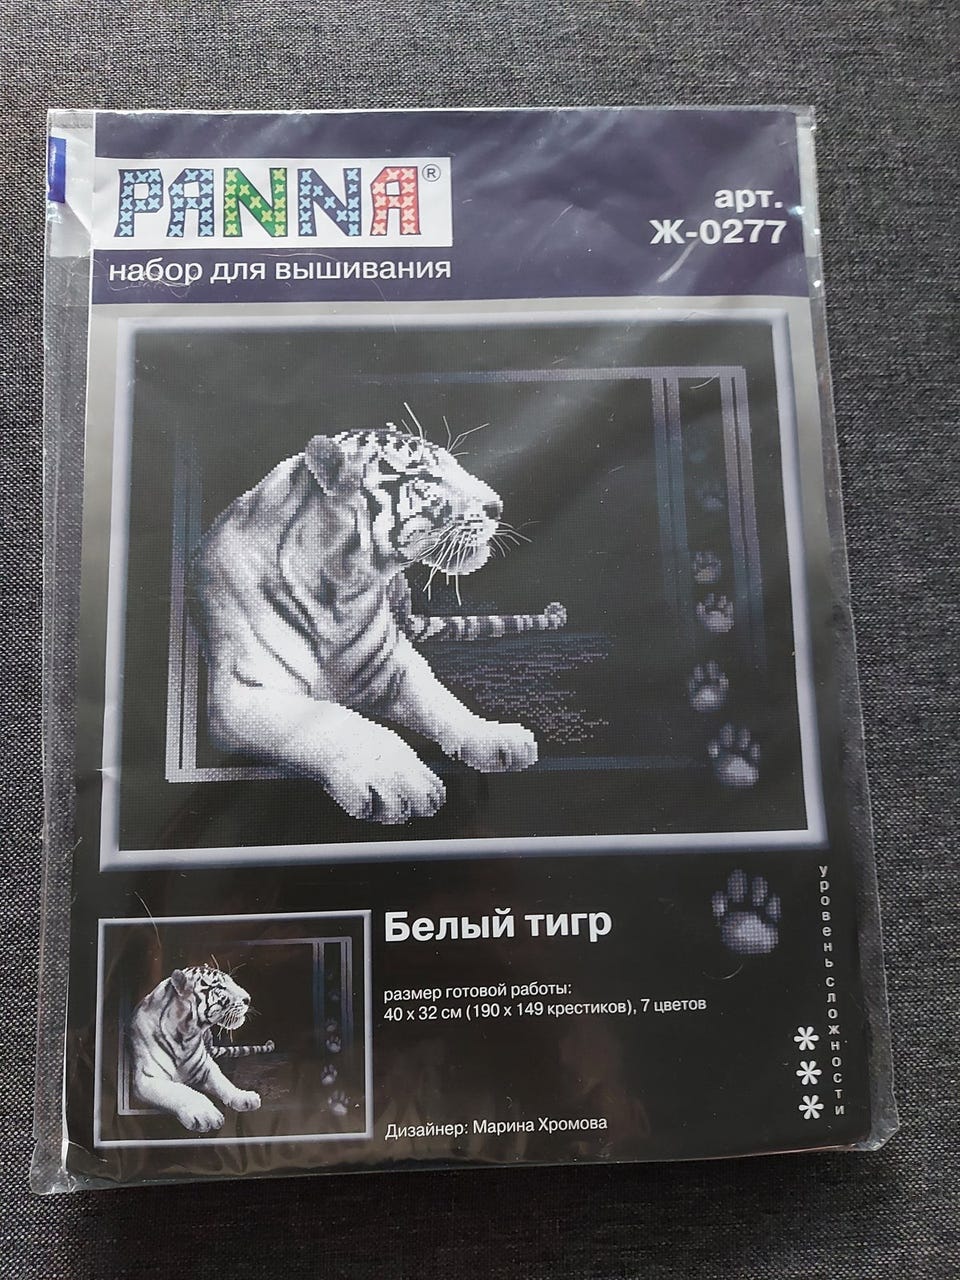 PANNA®
набор для вышивания
арт.
Ж-0277
Белый тигр
размер готовой работы:
40 х 32 см (190 х 149 крестиков), 7 цветов
Дизайнер: Марина Хромова
уровень сложности
***